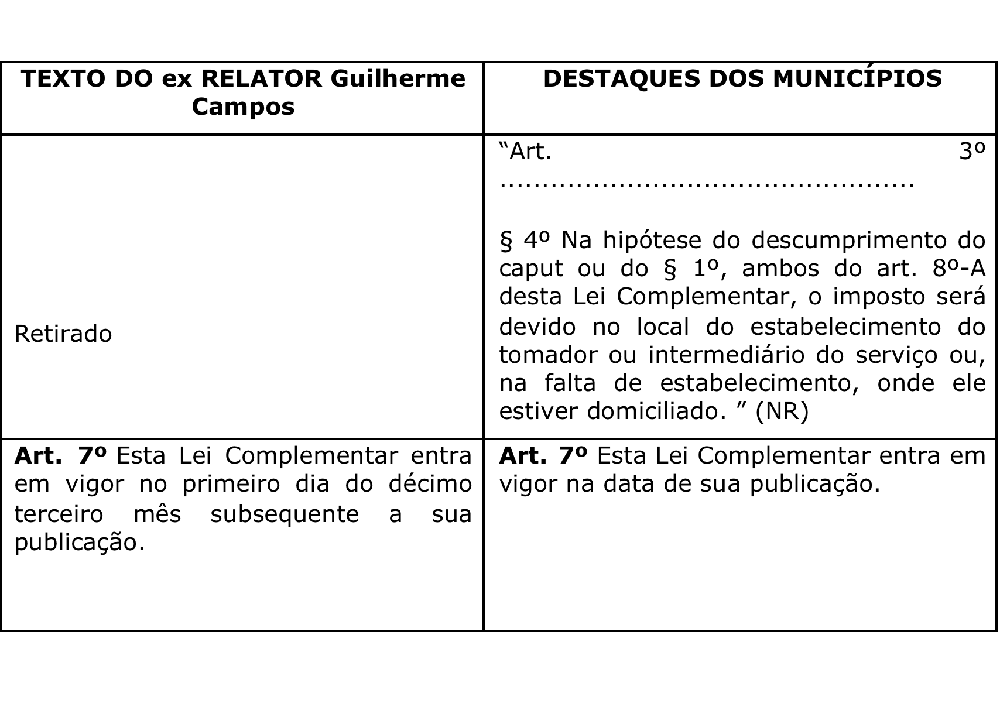 TEXTO DO ex RELATOR Guilherme
Campos
DESTAQUES DOS MUNICÍPIOS
Retirado
“Art. 3º
.................................................
§ 4º Na hipótese do descumprimento do
caput ou do § 1º, ambos do art. 8º-A
desta Lei Complementar, o imposto será
devido no local do estabelecimento do
tomador ou intermediário do serviço ou,
na falta de estabelecimento, onde ele
estiver domiciliado. ” (NR)
Art. 7º Esta Lei Complementar entra
em vigor no primeiro dia do décimo
terceiro mês subsequente a sua
publicação.
Art. 7º Esta Lei Complementar entra em
vigor na data de sua publicação.